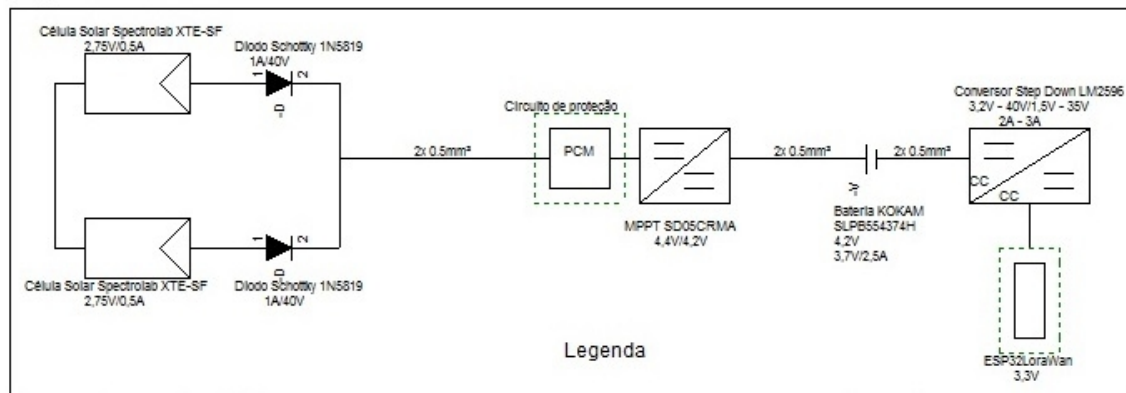 Célula Solar Spectrolab XTE-SF
2,75V/0,5A
Diodo Schottky 1N5819
1A/40V
1
2
-D
Circuito de proteção
PCM
2x 0.5mm²
MPPT SD05CRMA
4,4V/4,2V
2x 0.5mm²
2x 0.5mm²
-V
Bateria KOKAM
SLPB554374H
4,2V
3,7V/2,5A
Conversor Step Down LM2596
3,2V - 40V/1,5V - 35V
2A - 3A
CC
CC
1
2
-D
Célula Solar Spectrolab XTE-SF
2,75V/0,5A
Diodo Schottky 1N5819
1A/40V
Legenda
ESP32LoraWan
3,3V